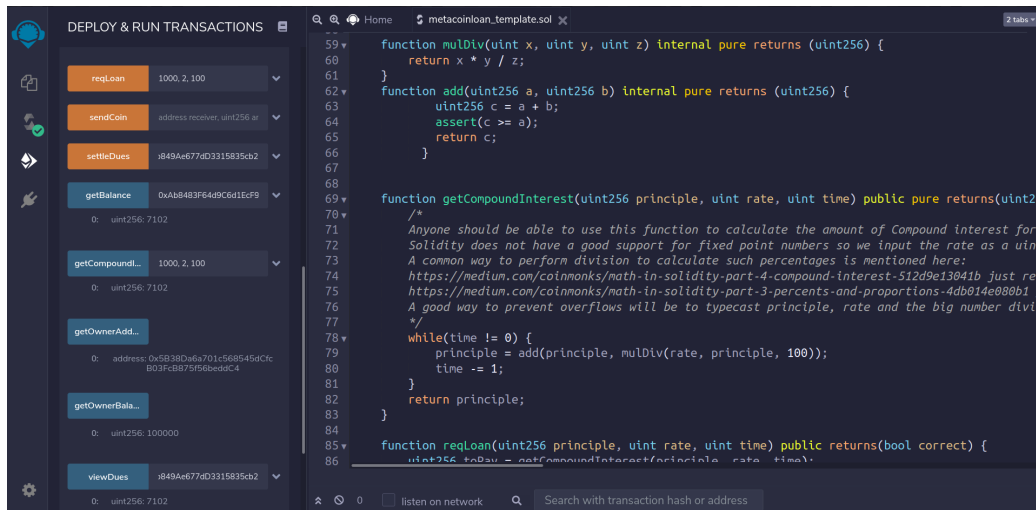 DEPLOY & RUN TRANSACTIONS
reqLoan 1000, 2, 100
sendCoin address receiver, uint256 ar
settleDues ›849Ae677dD3315835cb2
getBalance 0xAb8483F64d9C6d1EcF9
0: uint256: 7102
getCompoundI... 1000, 2, 100
0: uint256: 7102
getOwnerAdd...
0: address: 0x5B38Da6a701c568545dCfc
B03FcB875f56beddC4
getOwnerBala...
0: uint256: 100000
viewDues ›849Ae677dD3315835cb2
0: uint256: 7102
Home metacoinloan_template.sol 2 tabs
59 function mulDiv(uint x, uint y, uint z) internal pure returns (uint256) {
60 return x * y / z;
61 }
62 function add(uint256 a, uint256 b) internal pure returns (uint256) {
63 uint256 c = a + b;
64 assert(c >= a);
65 return c;
66 }
67
68
69 function getCompoundInterest(uint256 principle, uint rate, uint time) public pure returns(uint2
70 /*
71 Anyone should be able to use this function to calculate the amount of Compound interest for
72 Solidity does not have a good support for fixed point numbers so we input the rate as a uin
73 A common way to perform division to calculate such percentages is mentioned here:
74 https://medium.com/coinmonks/math-in-solidity-part-4-compound-interest-512d9e13041b just re
75 https://medium.com/coinmonks/math-in-solidity-part-3-percents-and-proportions-4db014e080b1
76 A good way to prevent overflows will be to typecast principle, rate and the big number divi
77 */
78 while(time != 0) {
79 principle = add(principle, mulDiv(rate, principle, 100));
80 time -= 1;
81 }
82 return principle;
83 }
84
85 function reqLoan(uint256 principle, uint rate, uint time) public returns(bool correct) {
86 uint256 toPay = getCompoundInterest(principle, rate, time);
0 listen on network Search with transaction hash or address